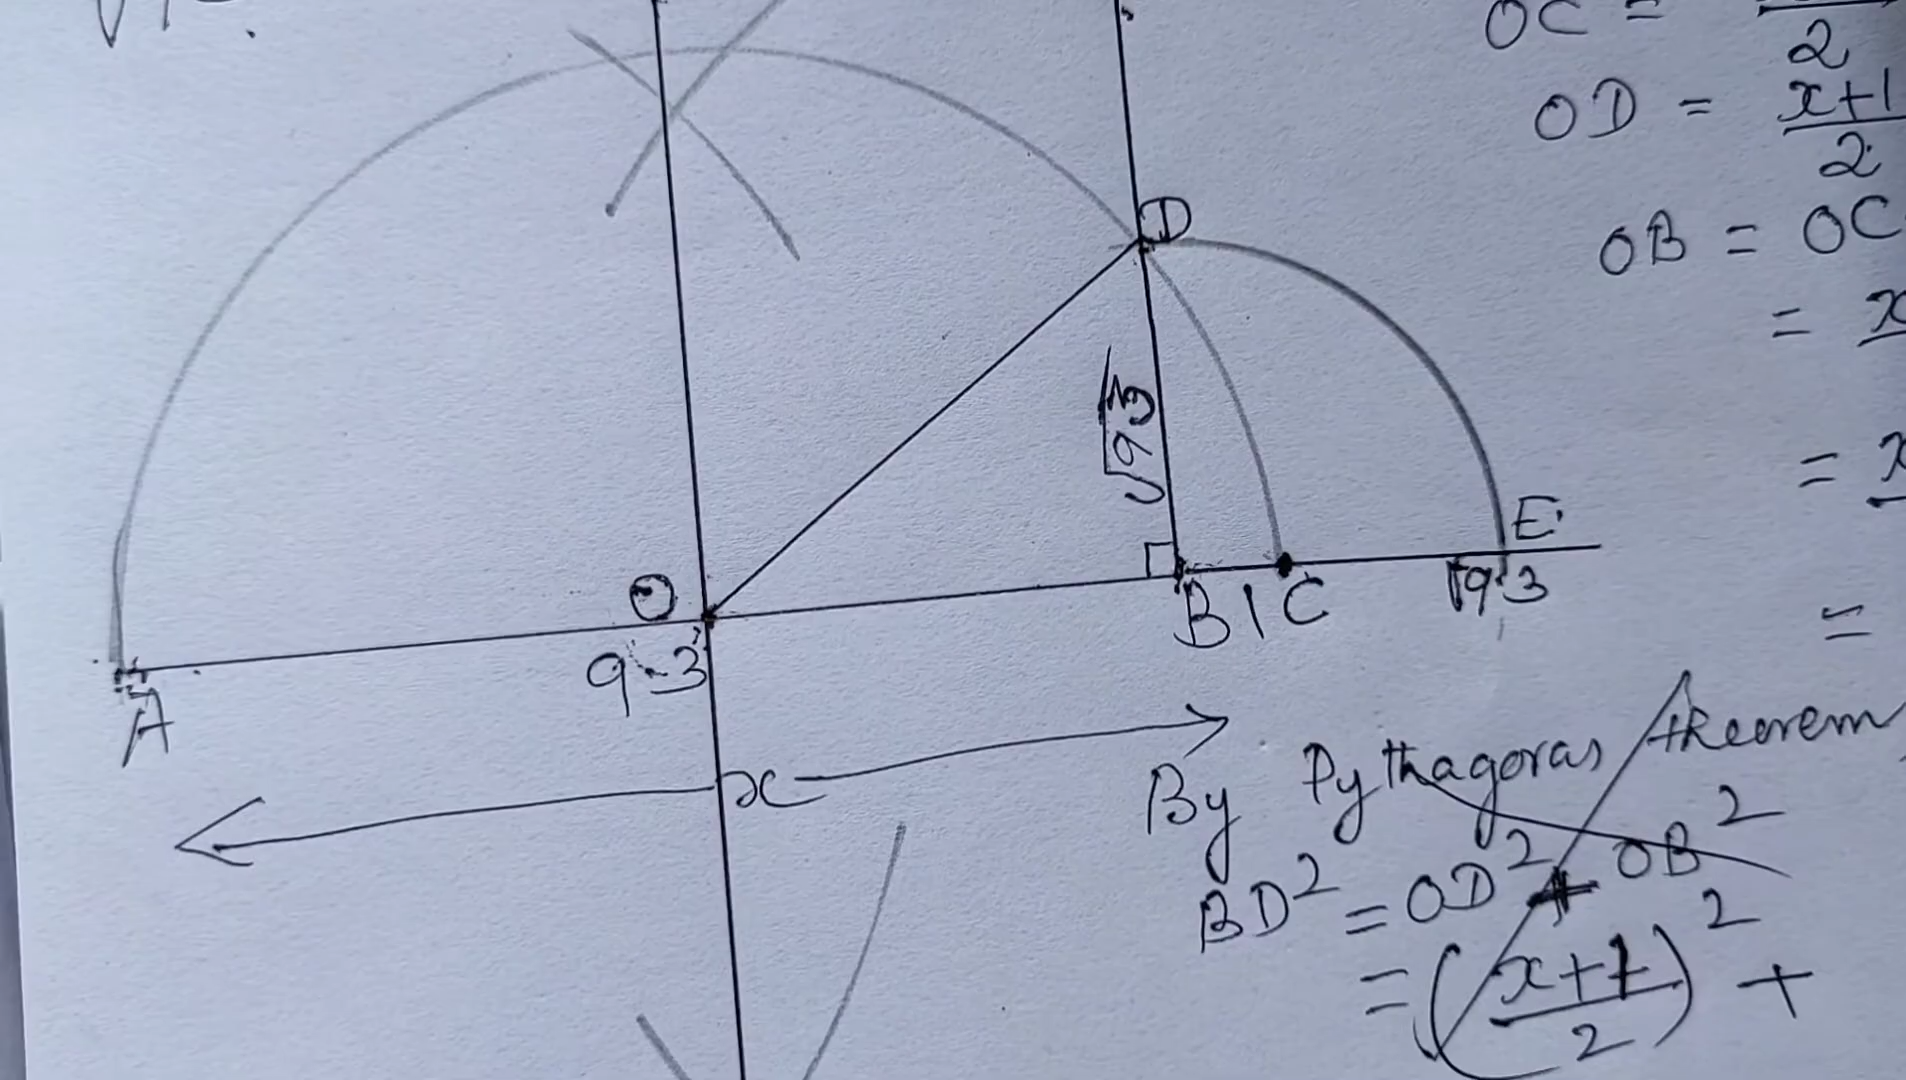 OC =
2
OD = x+1
2
OB = OC
= x
= x
=
D
√9.3
E
√9.3
O
9.3
B 1 C
A
x
By Pythagoras theorem,
BD² = OD² + OB²
= (x+1/2)² +